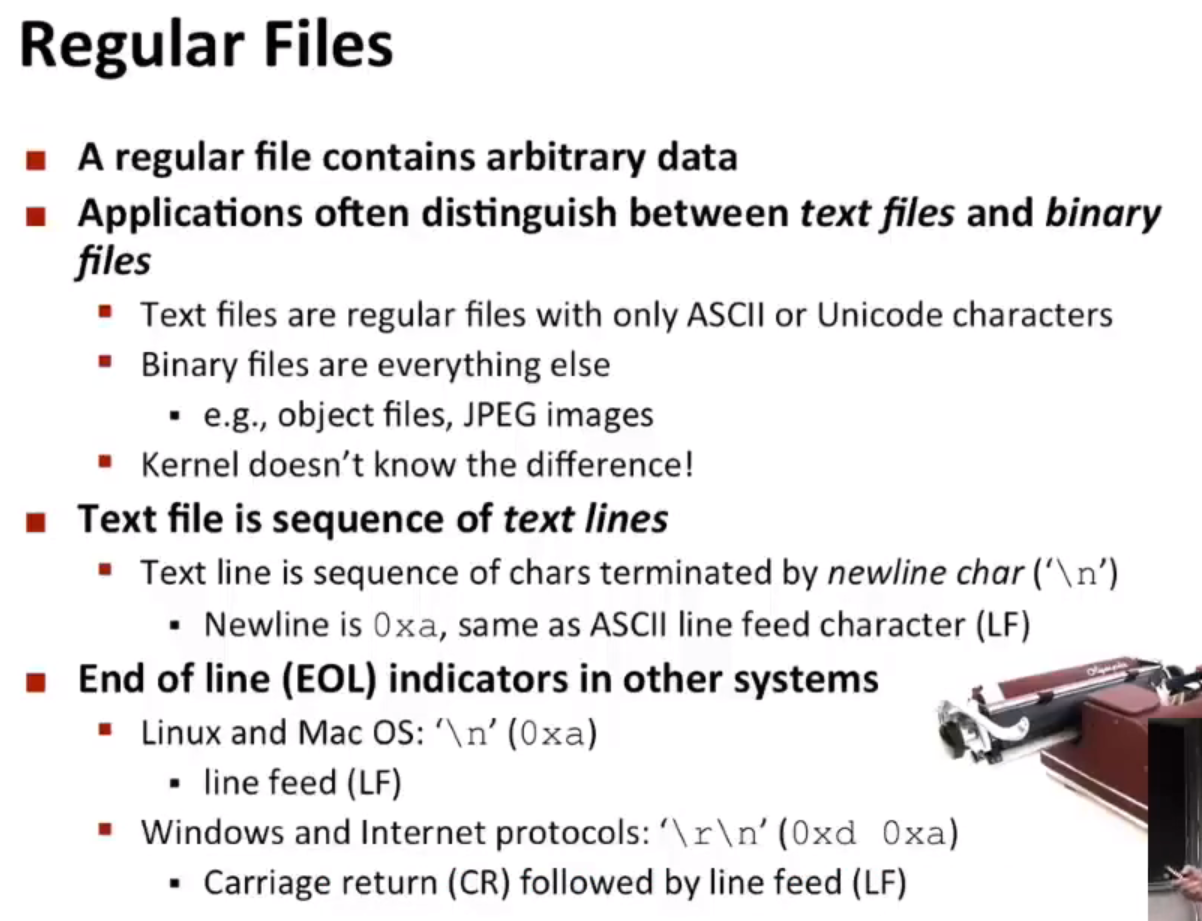 Regular Files
■ A regular file contains arbitrary data
■ Applications often distinguish between text files and binary
files
▪ Text files are regular files with only ASCII or Unicode characters
▪ Binary files are everything else
▪ e.g., object files, JPEG images
▪ Kernel doesn’t know the difference!
■ Text file is sequence of text lines
▪ Text line is sequence of chars terminated by newline char (‘\n’)
▪ Newline is 0xa, same as ASCII line feed character (LF)
■ End of line (EOL) indicators in other systems
▪ Linux and Mac OS: ‘\n’ (0xa)
▪ line feed (LF)
▪ Windows and Internet protocols: ‘\r\n’ (0xd 0xa)
▪ Carriage return (CR) followed by line feed (LF)
Olympia